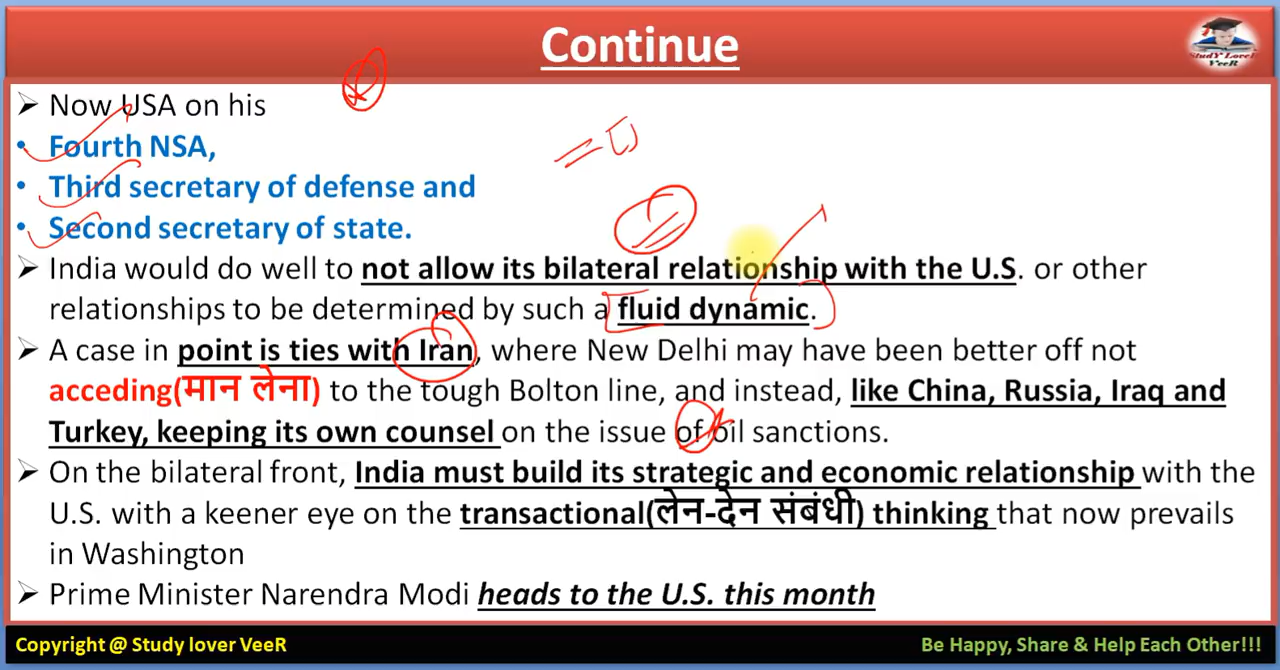 Continue
StudY LoveR
VeeR
➢ Now USA on his
• Fourth NSA,
• Third secretary of defense and
• Second secretary of state.
➢ India would do well to not allow its bilateral relationship with the U.S. or other
relationships to be determined by such a fluid dynamic.
➢ A case in point is ties with Iran, where New Delhi may have been better off not
acceding(मान लेना) to the tough Bolton line, and instead, like China, Russia, Iraq and
Turkey, keeping its own counsel on the issue of oil sanctions.
➢ On the bilateral front, India must build its strategic and economic relationship with the
U.S. with a keener eye on the transactional(लेन-देन संबंधी) thinking that now prevails
in Washington
➢ Prime Minister Narendra Modi heads to the U.S. this month
Copyright @ Study lover VeeR
Be Happy, Share & Help Each Other!!!